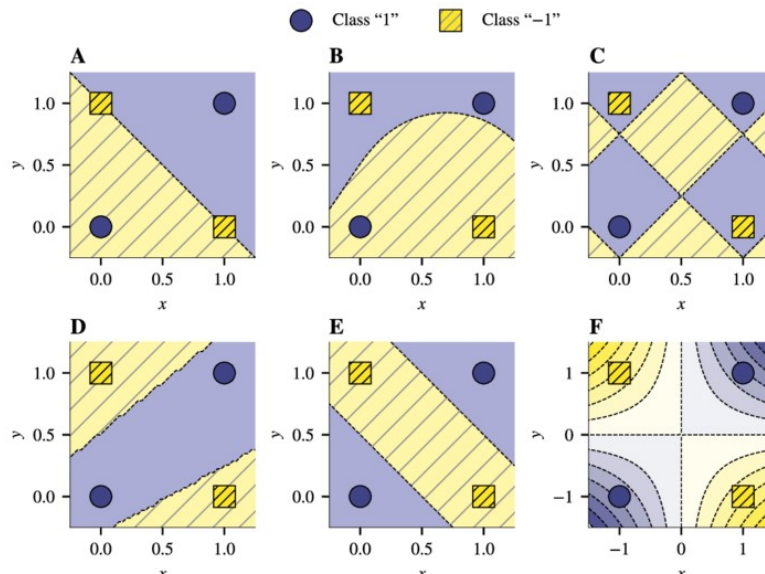 Class “1” Class “−1”
A B C
1.0 1.0 1.0
y y y
0.5 0.5 0.5
0.0 0.0 0.0
0.0 0.5 1.0 0.0 0.5 1.0 0.0 0.5 1.0
x x x
D E F
1.0 1.0 1
y y y
0.5 0.5 0
0.0 0.0 −1
0.0 0.5 1.0 0.0 0.5 1.0 −1 0 1
x x x